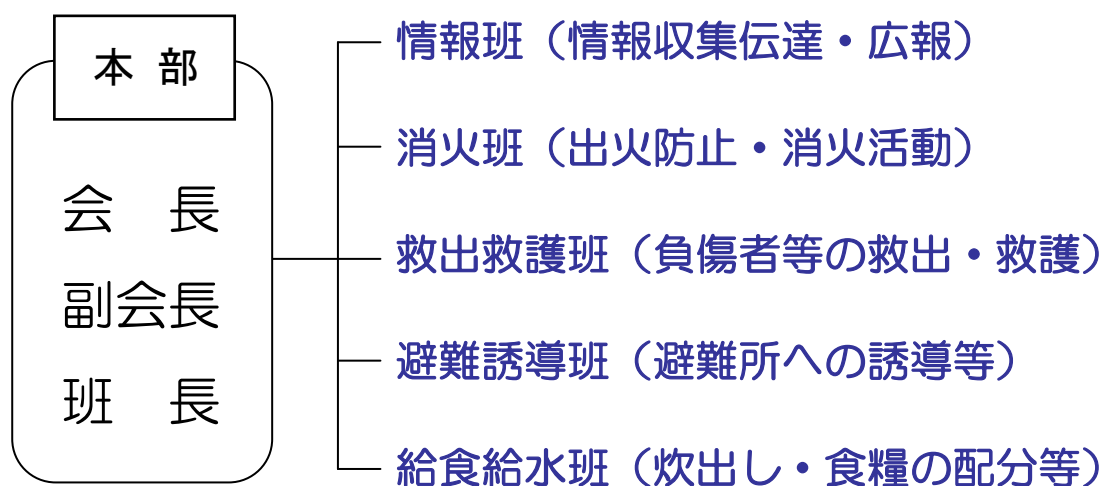 本 部
会 長
副会長
班 長
情報班（情報収集伝達・広報）
消火班（出火防止・消火活動）
救出救護班（負傷者等の救出・救護）
避難誘導班（避難所への誘導等）
給食給水班（炊出し・食糧の配分等）